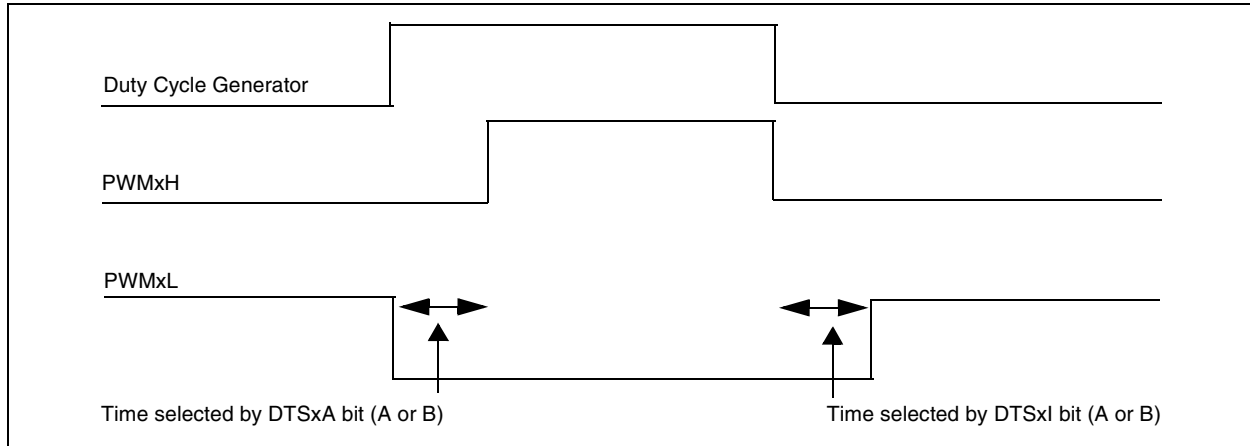 Duty Cycle Generator
PWMxH
PWMxL
Time selected by DTSxA bit (A or B)
Time selected by DTSxI bit (A or B)